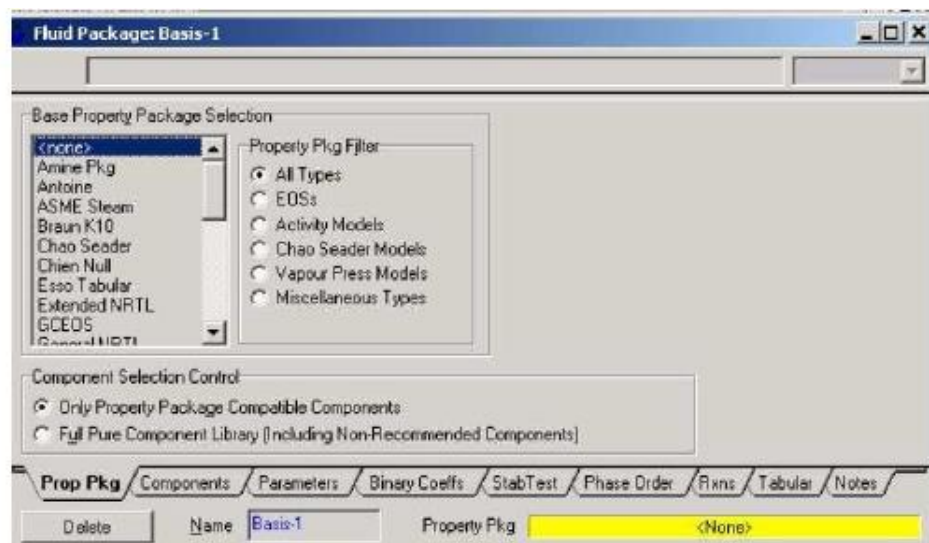 Fluid Package: Basis-1
Base Property Package Selection
<none>
Amine Pkg
Antoine
ASME Steam
Braun K10
Chao Seader
Chien Null
Esso Tabular
Extended NRTL
GCEOS
General NRTL
Property Pkg Filter
All Types
EOSs
Activity Models
Chao Seader Models
Vapour Press Models
Miscellaneous Types
Component Selection Control
Only Property Package Compatible Components
Full Pure Component Library (Including Non-Recommended Components)
Prop Pkg Components Parameters Binary Coeffs StabTest Phase Order Rxns Tabular Notes
Delete Name Basis-1 Property Pkg <None>